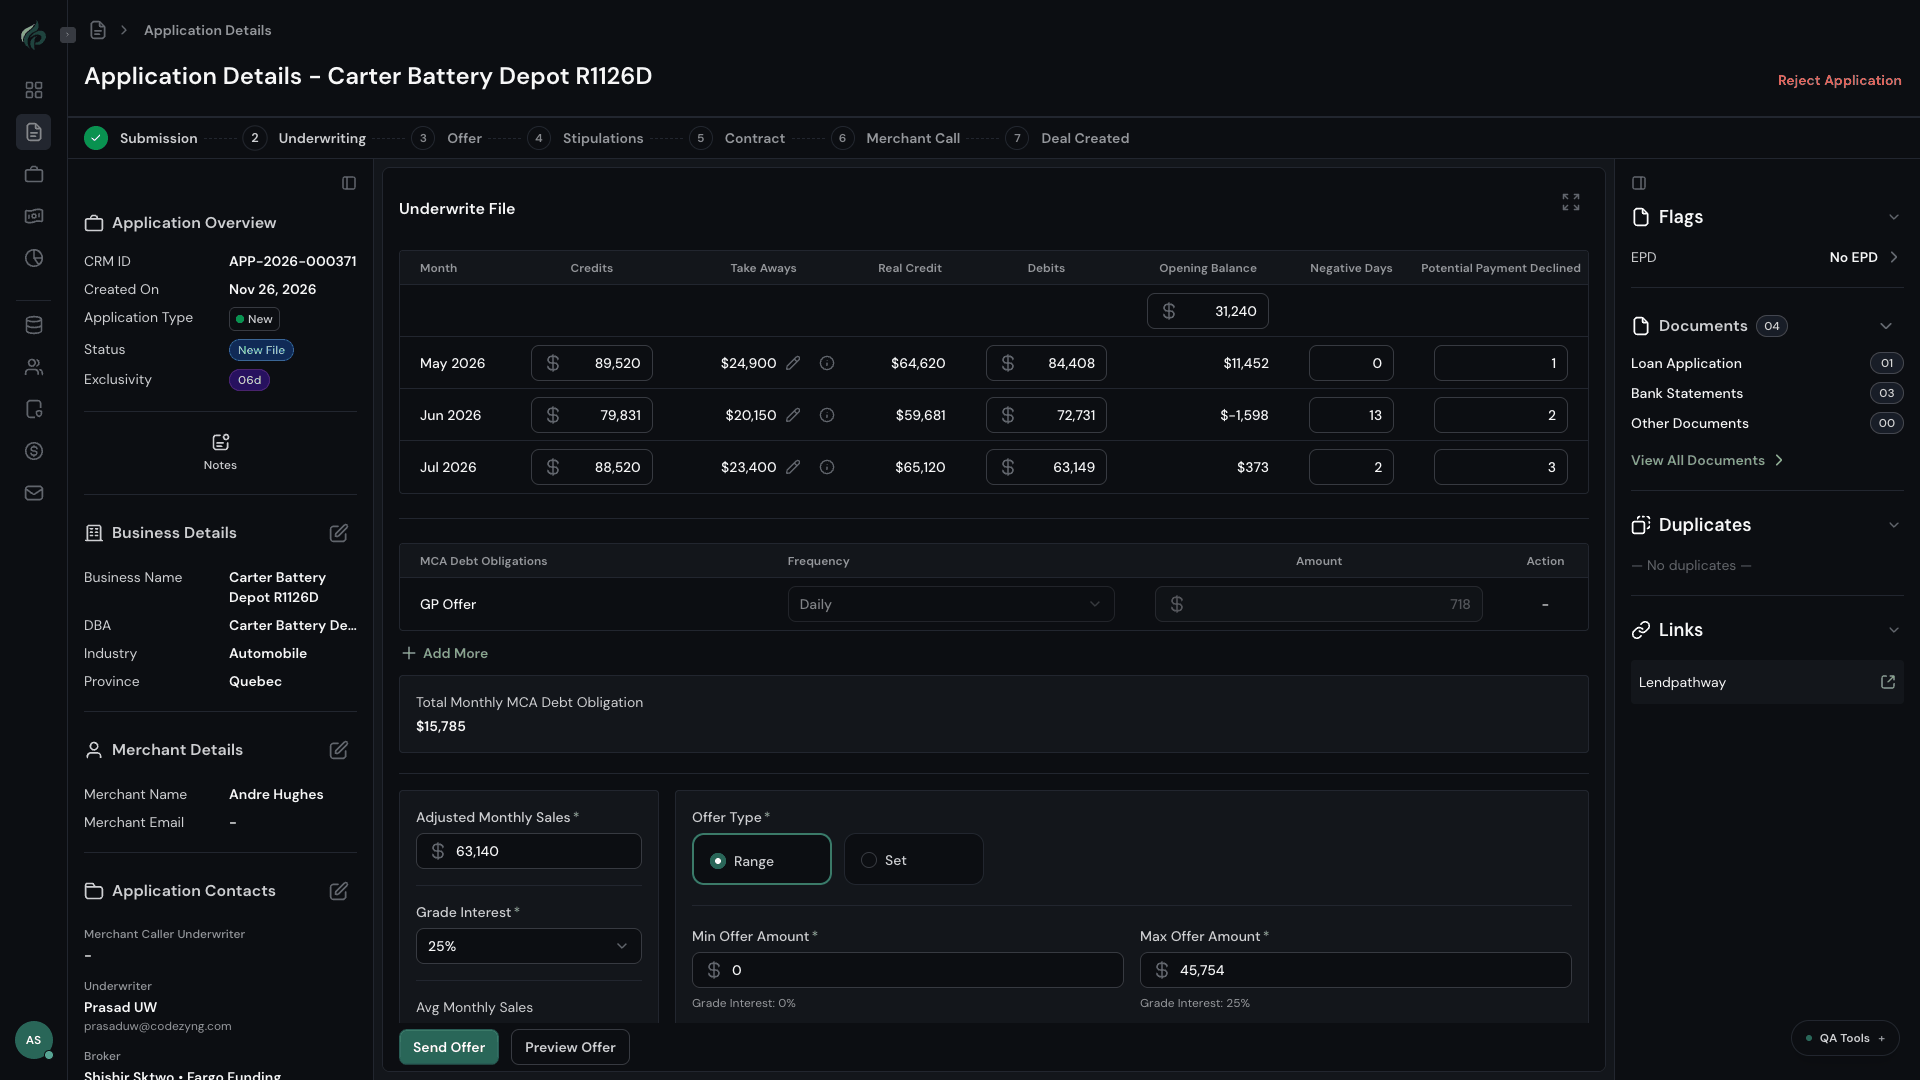 Application Details
Application Details – Carter Battery Depot R1126D
Reject Application
Submission
2 Underwriting
3 Offer
4 Stipulations
5 Contract
6 Merchant Call
7 Deal Created
Application Overview
CRM ID APP-2026-000371
Created On Nov 26, 2026
Application Type New
Status New File
Exclusivity 06d
Notes
Business Details
Business Name Carter Battery
Depot R1126D
DBA Carter Battery De...
Industry Automobile
Province Quebec
Merchant Details
Merchant Name Andre Hughes
Merchant Email –
Application Contacts
Merchant Caller Underwriter
–
Underwriter
Prasad UW
prasaduw@codezyng.com
Broker
Shishir Sktwo • Fargo Funding
AS
Underwrite File
Month Credits Take Aways Real Credit Debits Opening Balance Negative Days Potential Payment Declined
$ 31,240
May 2026 $ 89,520 $24,900 $64,620 $ 84,408 $11,452 0 1
Jun 2026 $ 79,831 $20,150 $59,681 $ 72,731 $-1,598 13 2
Jul 2026 $ 88,520 $23,400 $65,120 $ 63,149 $373 2 3
MCA Debt Obligations Frequency Amount Action
GP Offer Daily $ 718 -
+ Add More
Total Monthly MCA Debt Obligation
$15,785
Adjusted Monthly Sales *
$ 63,140
Grade Interest *
25%
Avg Monthly Sales
Offer Type *
Range
Set
Min Offer Amount *
$ 0
Grade Interest: 0%
Max Offer Amount *
$ 45,754
Grade Interest: 25%
Send Offer
Preview Offer
Flags
EPD No EPD
Documents 04
Loan Application 01
Bank Statements 03
Other Documents 00
View All Documents
Duplicates
— No duplicates —
Links
Lendpathway
QA Tools +